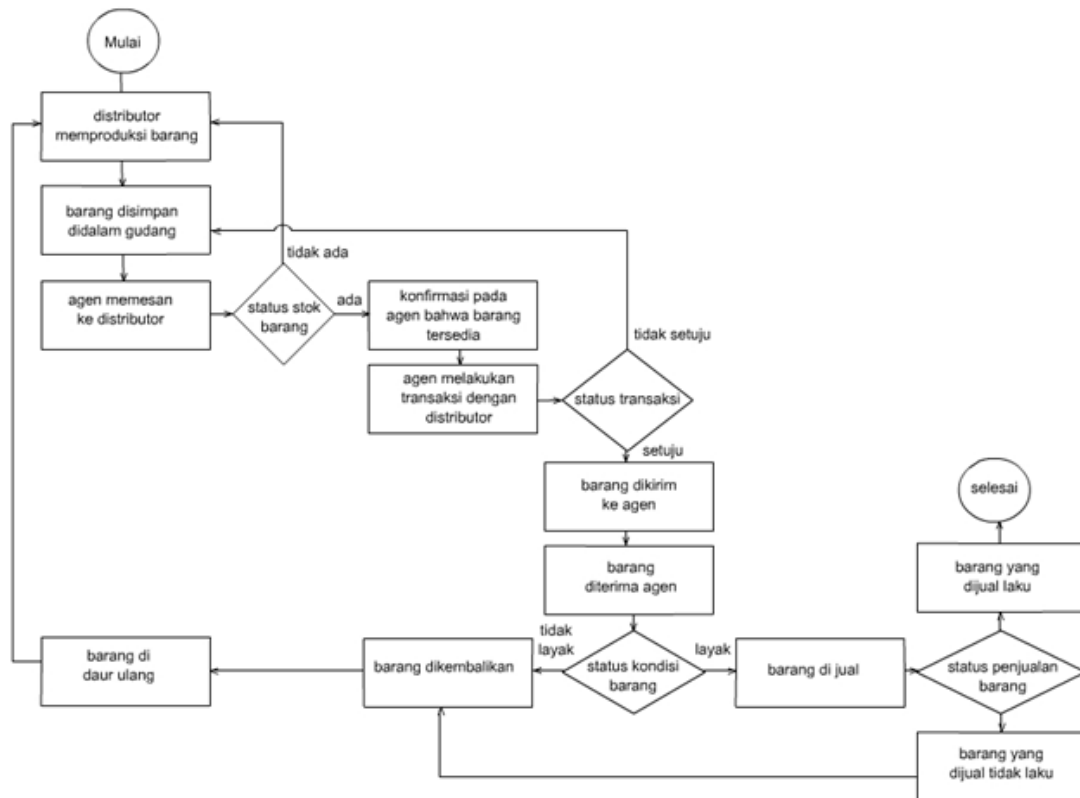 Mulai
distributor
memproduksi barang
barang disimpan
didalam gudang
tidak ada
agen memesan
ke distributor
status stok
barang
ada
konfirmasi pada
agen bahwa barang
tersedia
tidak setuju
agen melakukan
transaksi dengan
distributor
status transaksi
setuju
barang dikirim
ke agen
selesai
barang
diterima agen
barang yang
dijual laku
barang di
daur ulang
barang dikembalikan
tidak
layak
status kondisi
barang
layak
barang di jual
status penjualan
barang
barang yang
dijual tidak laku